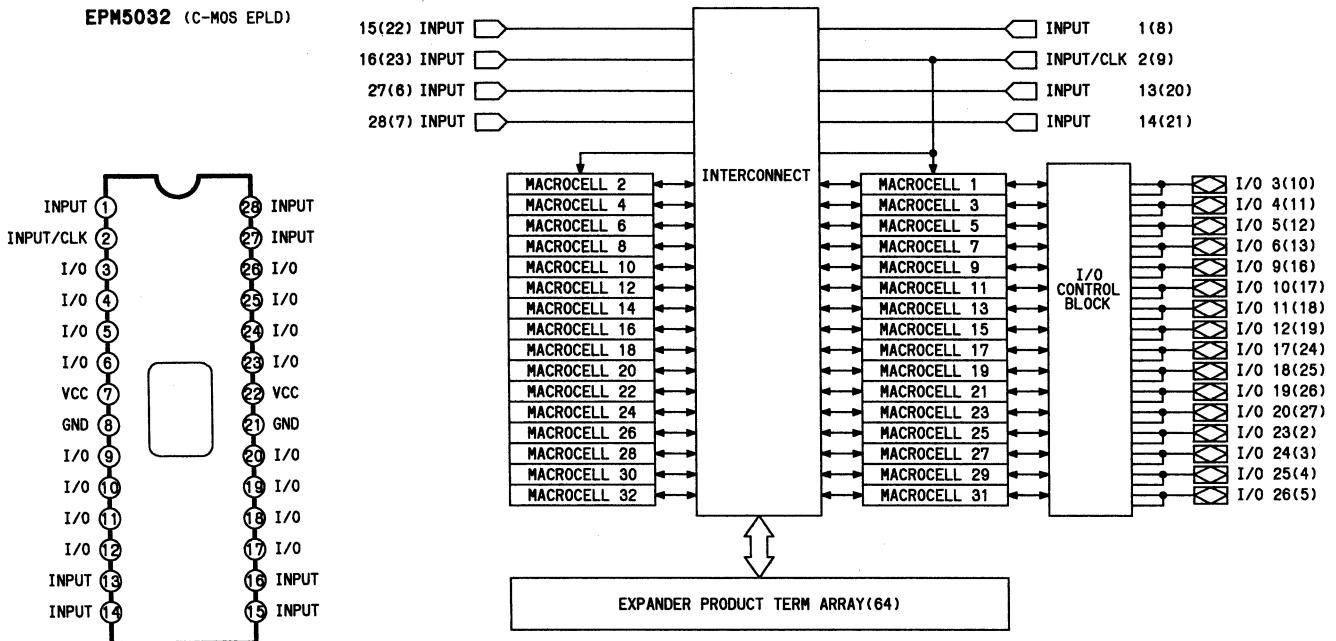 EPM5032 (C-MOS EPLD)
INPUT 1 28 INPUT
INPUT/CLK 2 27 INPUT
I/O 3 26 I/O
I/O 4 25 I/O
I/O 5 24 I/O
I/O 6 23 I/O
VCC 7 22 VCC
GND 8 21 GND
I/O 9 20 I/O
I/O 10 19 I/O
I/O 11 18 I/O
I/O 12 17 I/O
INPUT 13 16 INPUT
INPUT 14 15 INPUT
15(22) INPUT
16(23) INPUT
27(6) INPUT
28(7) INPUT
INPUT 1(8)
INPUT/CLK 2(9)
INPUT 13(20)
INPUT 14(21)
INTERCONNECT
MACROCELL 2
MACROCELL 4
MACROCELL 6
MACROCELL 8
MACROCELL 10
MACROCELL 12
MACROCELL 14
MACROCELL 16
MACROCELL 18
MACROCELL 20
MACROCELL 22
MACROCELL 24
MACROCELL 26
MACROCELL 28
MACROCELL 30
MACROCELL 32
MACROCELL 1
MACROCELL 3
MACROCELL 5
MACROCELL 7
MACROCELL 9
MACROCELL 11
MACROCELL 13
MACROCELL 15
MACROCELL 17
MACROCELL 19
MACROCELL 21
MACROCELL 23
MACROCELL 25
MACROCELL 27
MACROCELL 29
MACROCELL 31
I/O
CONTROL
BLOCK
I/O 3(10)
I/O 4(11)
I/O 5(12)
I/O 6(13)
I/O 9(16)
I/O 10(17)
I/O 11(18)
I/O 12(19)
I/O 17(24)
I/O 18(25)
I/O 19(26)
I/O 20(27)
I/O 23(2)
I/O 24(3)
I/O 25(4)
I/O 26(5)
EXPANDER PRODUCT TERM ARRAY(64)